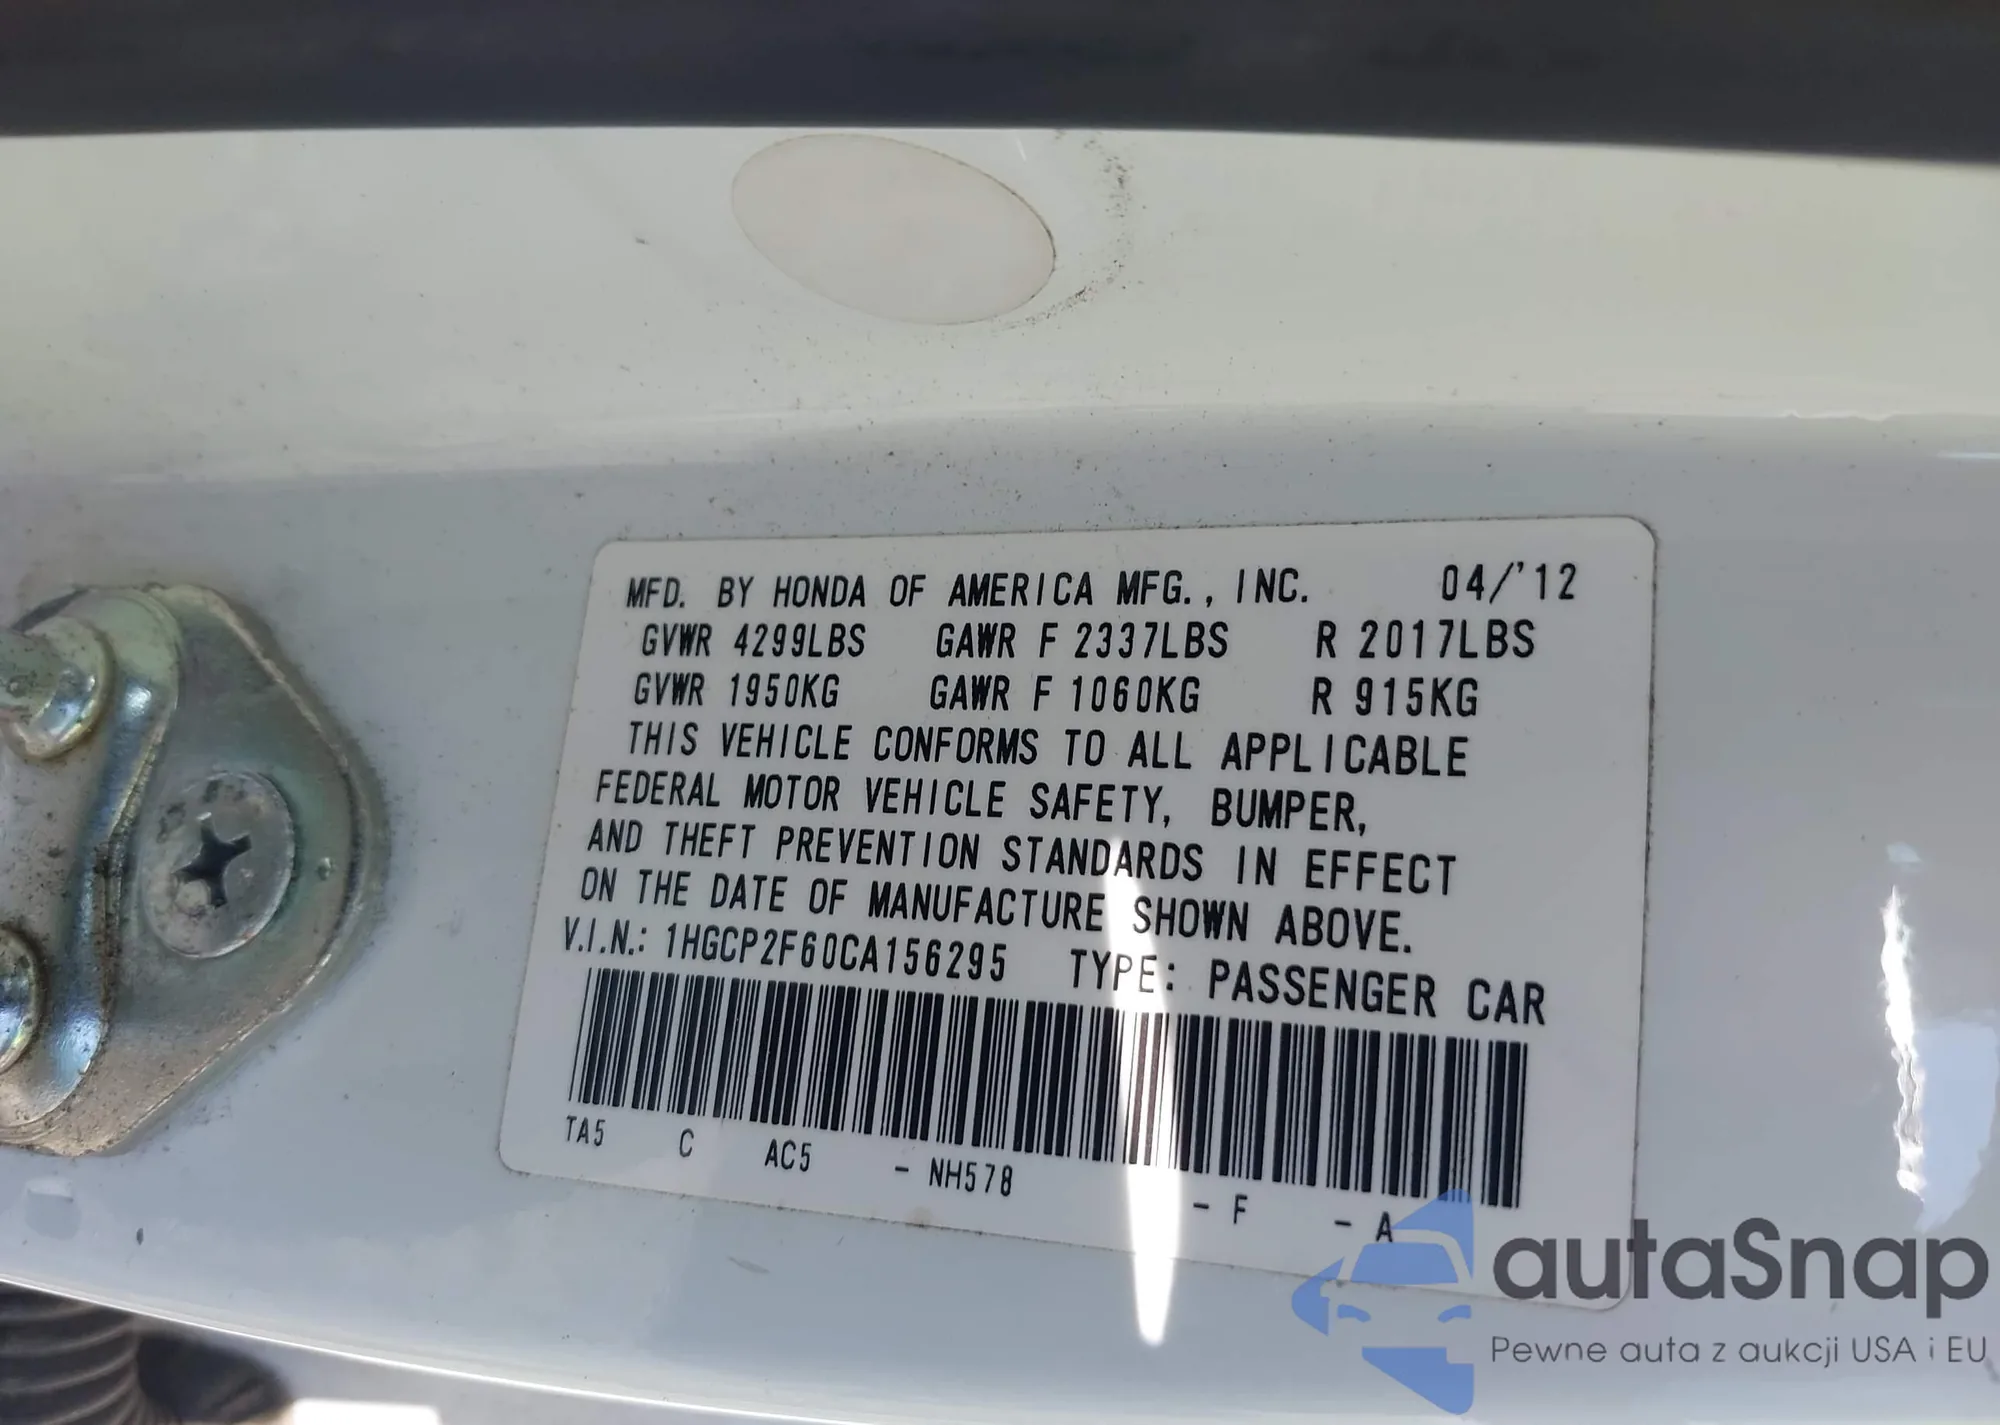 MFD. BY HONDA OF AMERICA MFG., INC. 04/'12
GVWR 4299LBS GAWR F 2337LBS R 2017LBS
GVWR 1950KG GAWR F 1060KG R 915KG
THIS VEHICLE CONFORMS TO ALL APPLICABLE
FEDERAL MOTOR VEHICLE SAFETY, BUMPER,
AND THEFT PREVENTION STANDARDS IN EFFECT
ON THE DATE OF MANUFACTURE SHOWN ABOVE.
V.I.N.: 1HGCP2F60CA156295 TYPE: PASSENGER CAR
TA5 C AC5 - NH578 - F - A
autaSnap
Pewne auta z aukcji USA i EU